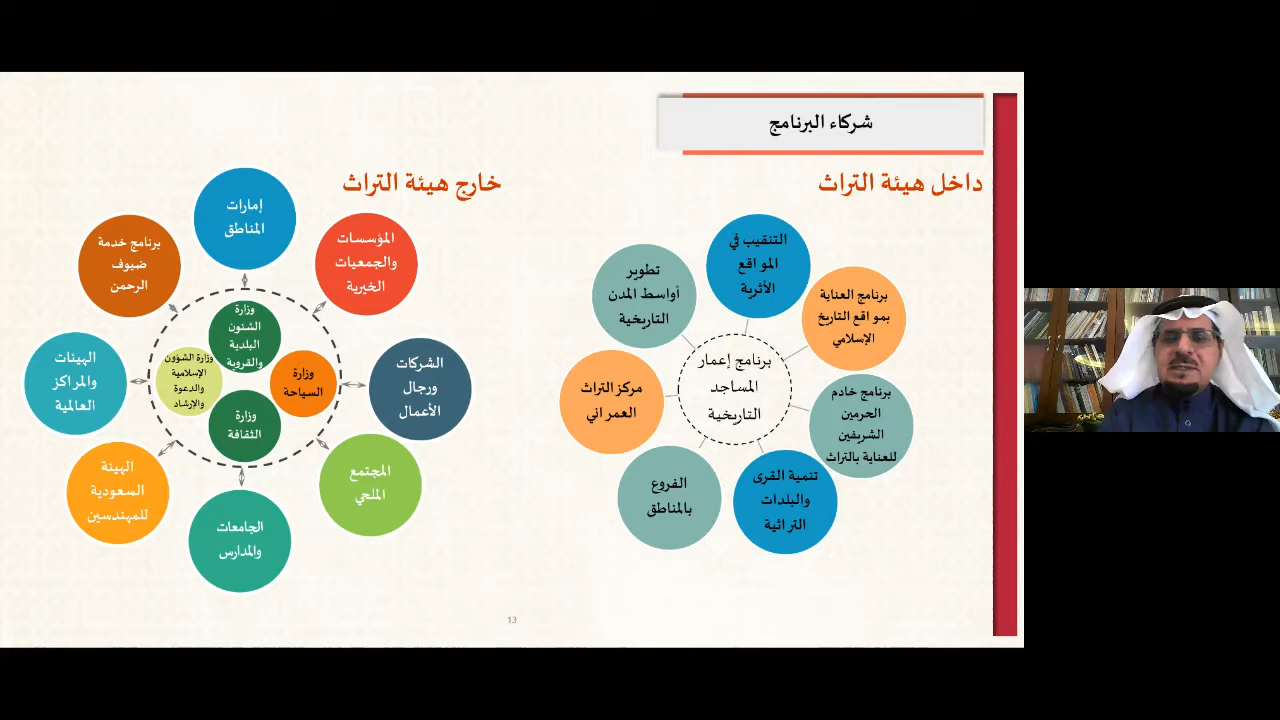 شركاء البرنامج
داخل هيئة التراث
التنقيب في
المواقع
الأثرية
برنامج العناية
بمواقع التاريخ
الإسلامي
برنامج خادم
الحرمين
الشريفين
للعناية بالتراث
تنمية القرى
والبلدات
التراثية
الفروع
بالمناطق
مركز التراث
العمراني
تطوير
أواسط المدن
التاريخية
برنامج إعمار
المساجد
التاريخية
خارج هيئة التراث
إمارات
المناطق
المؤسسات
والجمعيات
الخيرية
الشركات
ورجال
الأعمال
المجتمع
الملحي
الجامعات
والمدارس
الهيئة
السعودية
للمهندسين
الهيئات
والمراكز
العالمية
برنامج خدمة
ضيوف
الرحمن
وزارة
الشئون
البلدية
والقروية
وزارة
السياحة
وزارة
الثقافة
وزارة الشؤون
الإسلامية
والدعوة
والإرشاد
13